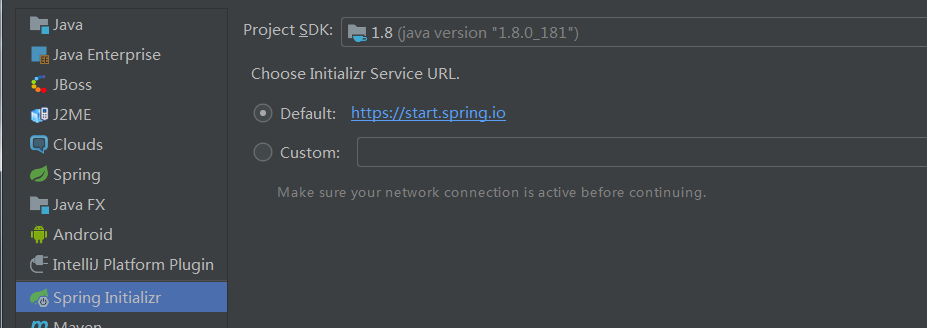 Java
Java Enterprise
JBoss
J2ME
Clouds
Spring
Java FX
Android
IntelliJ Platform Plugin
Spring Initializr
Maven
Project SDK: 1.8 (java version "1.8.0_181")
Choose Initializr Service URL.
Default: https://start.spring.io
Custom:
Make sure your network connection is active before continuing.